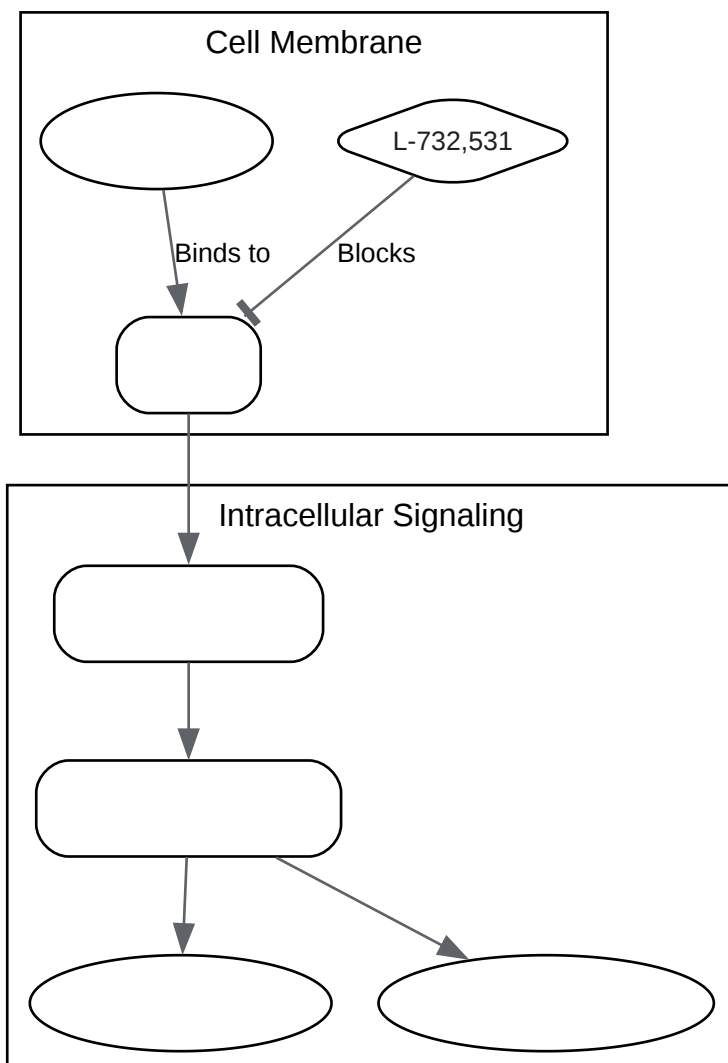 Cell Membrane
L-732,531
Binds to
Blocks
Intracellular Signaling